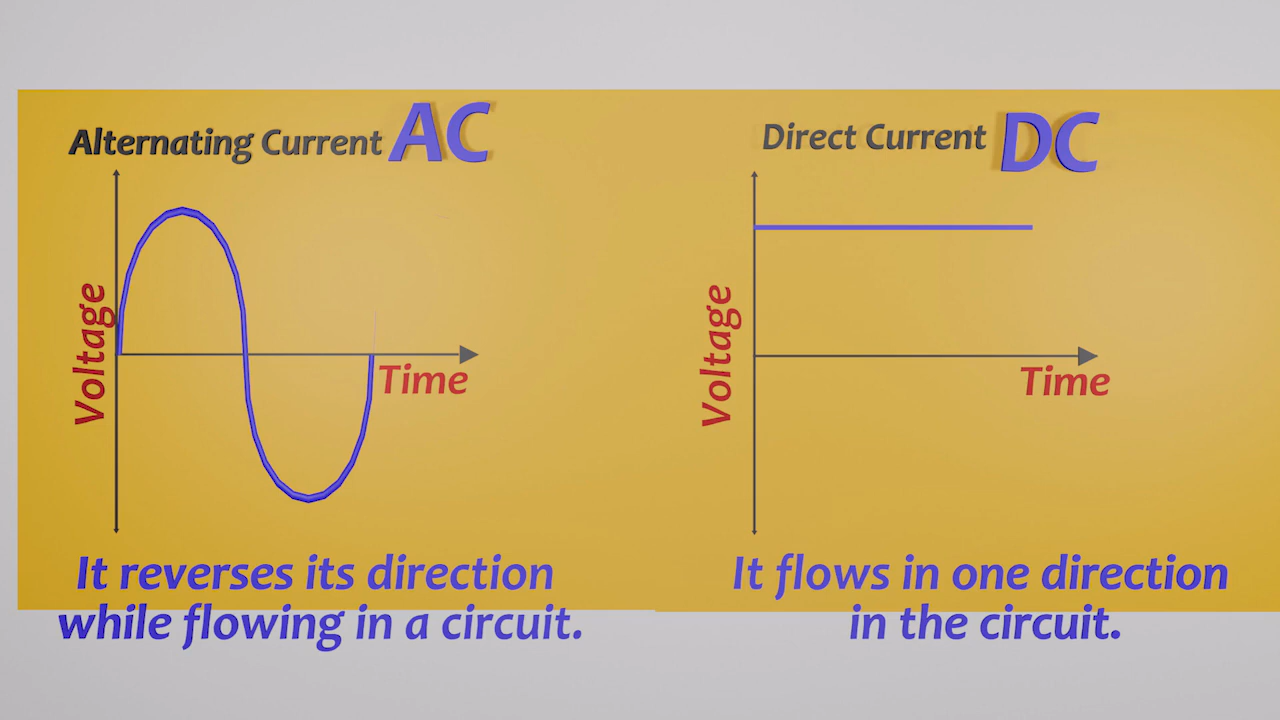 Alternating Current AC
Voltage
Time
It reverses its direction
while flowing in a circuit.
Direct Current DC
Voltage
Time
It flows in one direction
in the circuit.